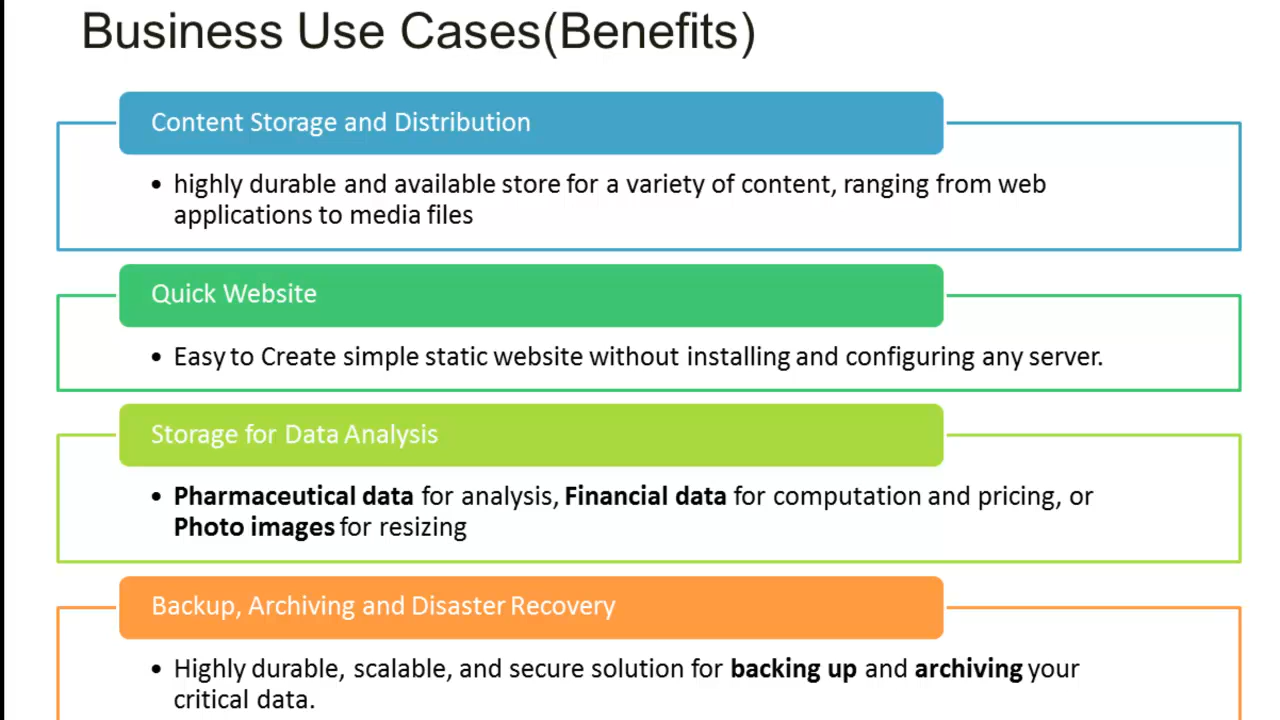 Business Use Cases(Benefits)
Content Storage and Distribution
• highly durable and available store for a variety of content, ranging from web
applications to media files
Quick Website
• Easy to Create simple static website without installing and configuring any server.
Storage for Data Analysis
• Pharmaceutical data for analysis, Financial data for computation and pricing, or
Photo images for resizing
Backup, Archiving and Disaster Recovery
• Highly durable, scalable, and secure solution for backing up and archiving your
critical data.